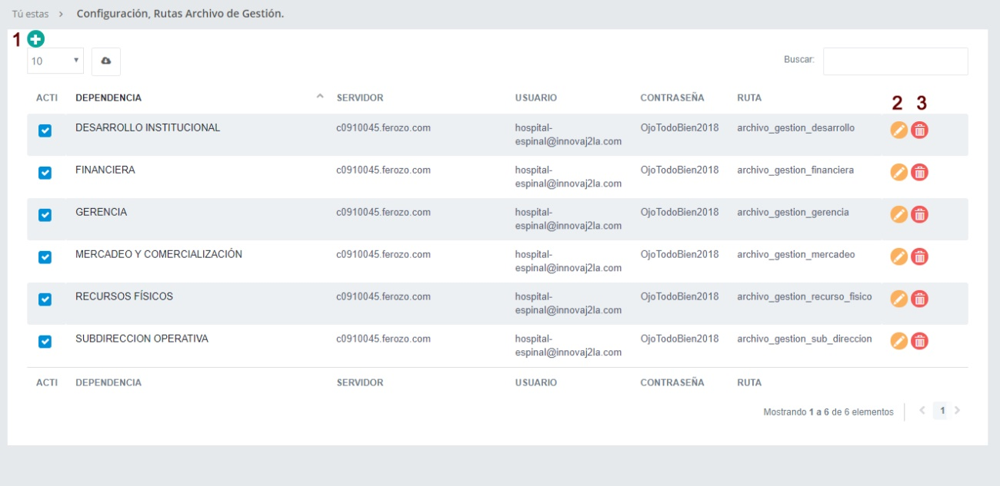 Tú estas > Configuración, Rutas Archivo de Gestión.
1
10
Buscar:
ACTI DEPENDENCIA SERVIDOR USUARIO CONTRASEÑA RUTA 2 3
DESARROLLO INSTITUCIONAL c0910045.ferozo.com hospital- OjoTodoBien2018 archivo_gestion_desarrollo
espinal@innovaj2la.com
FINANCIERA c0910045.ferozo.com hospital- OjoTodoBien2018 archivo_gestion_financiera
espinal@innovaj2la.com
GERENCIA c0910045.ferozo.com hospital- OjoTodoBien2018 archivo_gestion_gerencia
espinal@innovaj2la.com
MERCADEO Y COMERCIALIZACIÓN c0910045.ferozo.com hospital- OjoTodoBien2018 archivo_gestion_mercadeo
espinal@innovaj2la.com
RECURSOS FÍSICOS c0910045.ferozo.com hospital- OjoTodoBien2018 archivo_gestion_recurso_fisico
espinal@innovaj2la.com
SUBDIRECCION OPERATIVA c0910045.ferozo.com hospital- OjoTodoBien2018 archivo_gestion_sub_direccion
espinal@innovaj2la.com
ACTI DEPENDENCIA SERVIDOR USUARIO CONTRASEÑA RUTA
Mostrando 1 a 6 de 6 elementos < 1 >